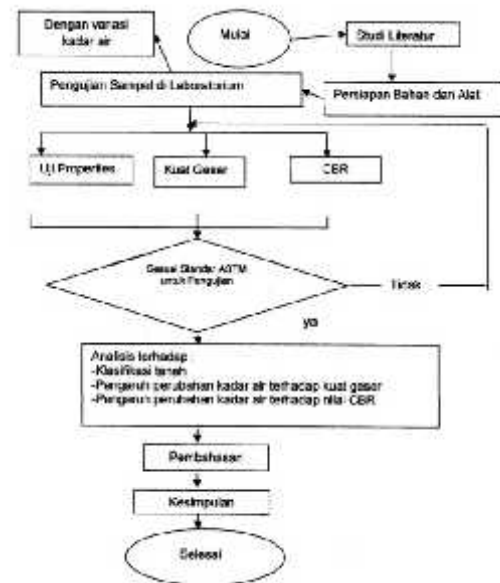 Mulai
Studi Literatur
Persiapan Bahan dan Alat
Dengan variasi
kadar air
Pengujian Sampel di Laboratorium
Uji Properties
Kuat Geser
CBR
Sesuai Standar ASTM
untuk Pengujian
Tidak
ya
Analisis terhadap :
-Klasifikasi tanah
-Pengaruh perubahan kadar air terhadap kuat geser
-Pengaruh perubahan kadar air terhadap nilai CBR
Pembahasan
Kesimpulan
Selesai